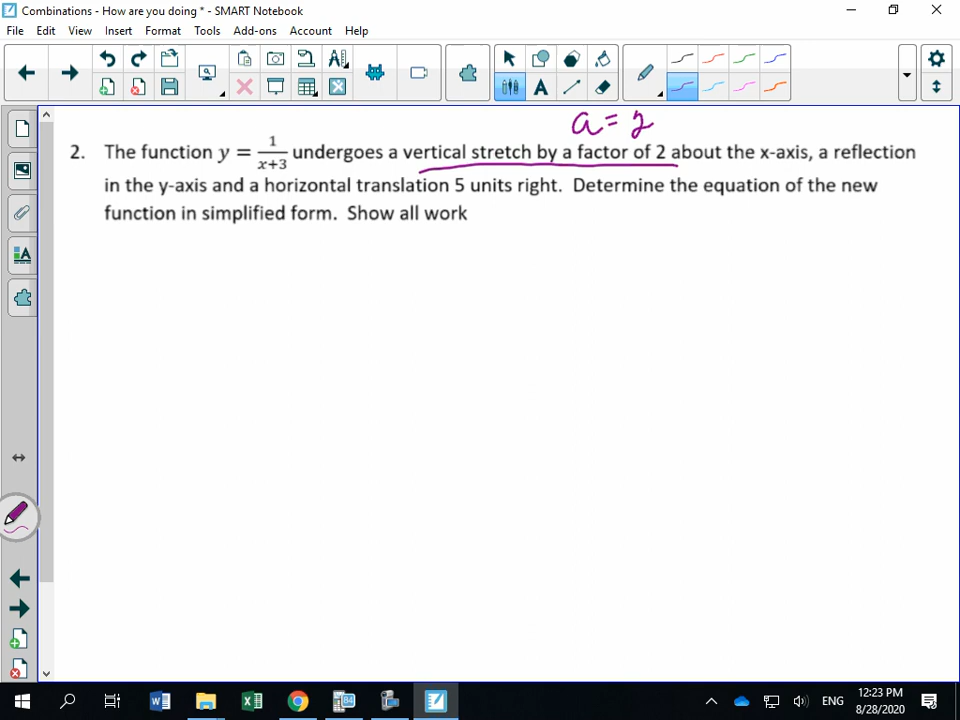 Combinations - How are you doing * - SMART Notebook
File Edit View Insert Format Tools Add-ons Account Help
a = 2
2. The function y = 1/(x+3) undergoes a vertical stretch by a factor of 2 about the x-axis, a reflection
in the y-axis and a horizontal translation 5 units right. Determine the equation of the new
function in simplified form. Show all work
ENG
12:23 PM
8/28/2020